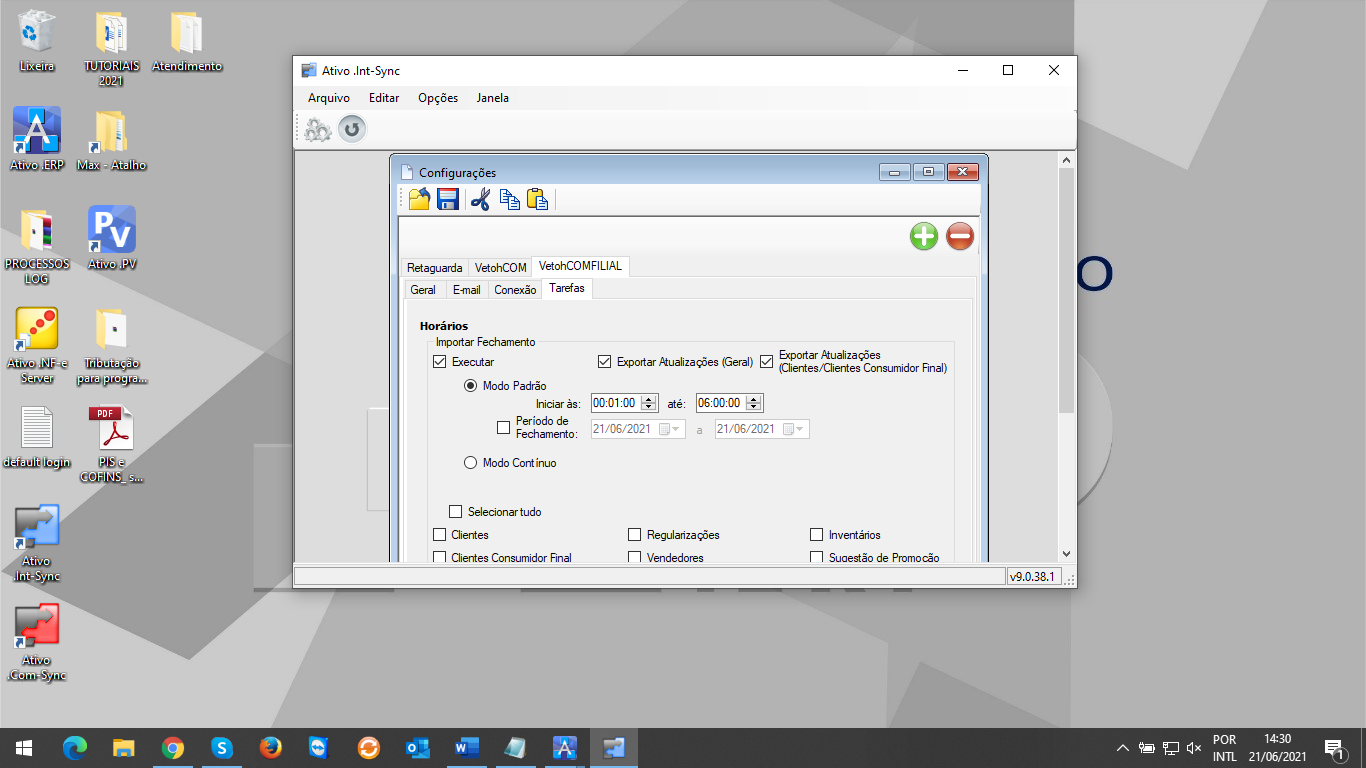 Lixeira
TUTORIAIS
2021
Atendimento
Ativo .ERP
Max - Atalho
PROCESSOS
LOG
Ativo .PV
Ativo .NF-e
Server
Tributação
para progra...
default login
PIS e
COFINS_ s...
Ativo
.Int-Sync
Ativo
.Com-Sync
Ativo .Int-Sync
Arquivo Editar Opções Janela
Configurações
Retaguarda VetohCOM VetohCOMFILIAL
Geral E-mail Conexão Tarefas
Horários
Importar Fechamento
Executar
Exportar Atualizações (Geral)
Exportar Atualizações
(Clientes/Clientes Consumidor Final)
Modo Padrão
Iniciar às: 00:01:00 até: 06:00:00
Período de
Fechamento: 21/06/2021 a 21/06/2021
Modo Contínuo
Selecionar tudo
Clientes Regularizações Inventários
Clientes Consumidor Final Vendedores Sugestão de Promoção
v9.0.38.1
POR
INTL
14:30
21/06/2021
1